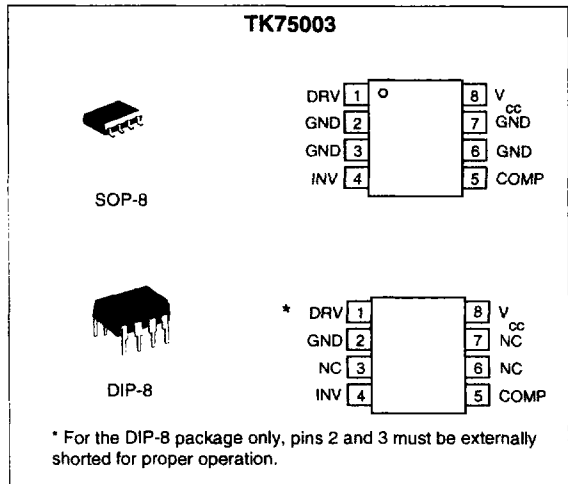 TK75003
DRV 1 8 VCC
GND 2 7 GND
GND 3 6 GND
INV 4 5 COMP
SOP-8
* DRV 1 8 VCC
GND 2 7 NC
NC 3 6 NC
INV 4 5 COMP
DIP-8
* For the DIP-8 package only, pins 2 and 3 must be externally
shorted for proper operation.